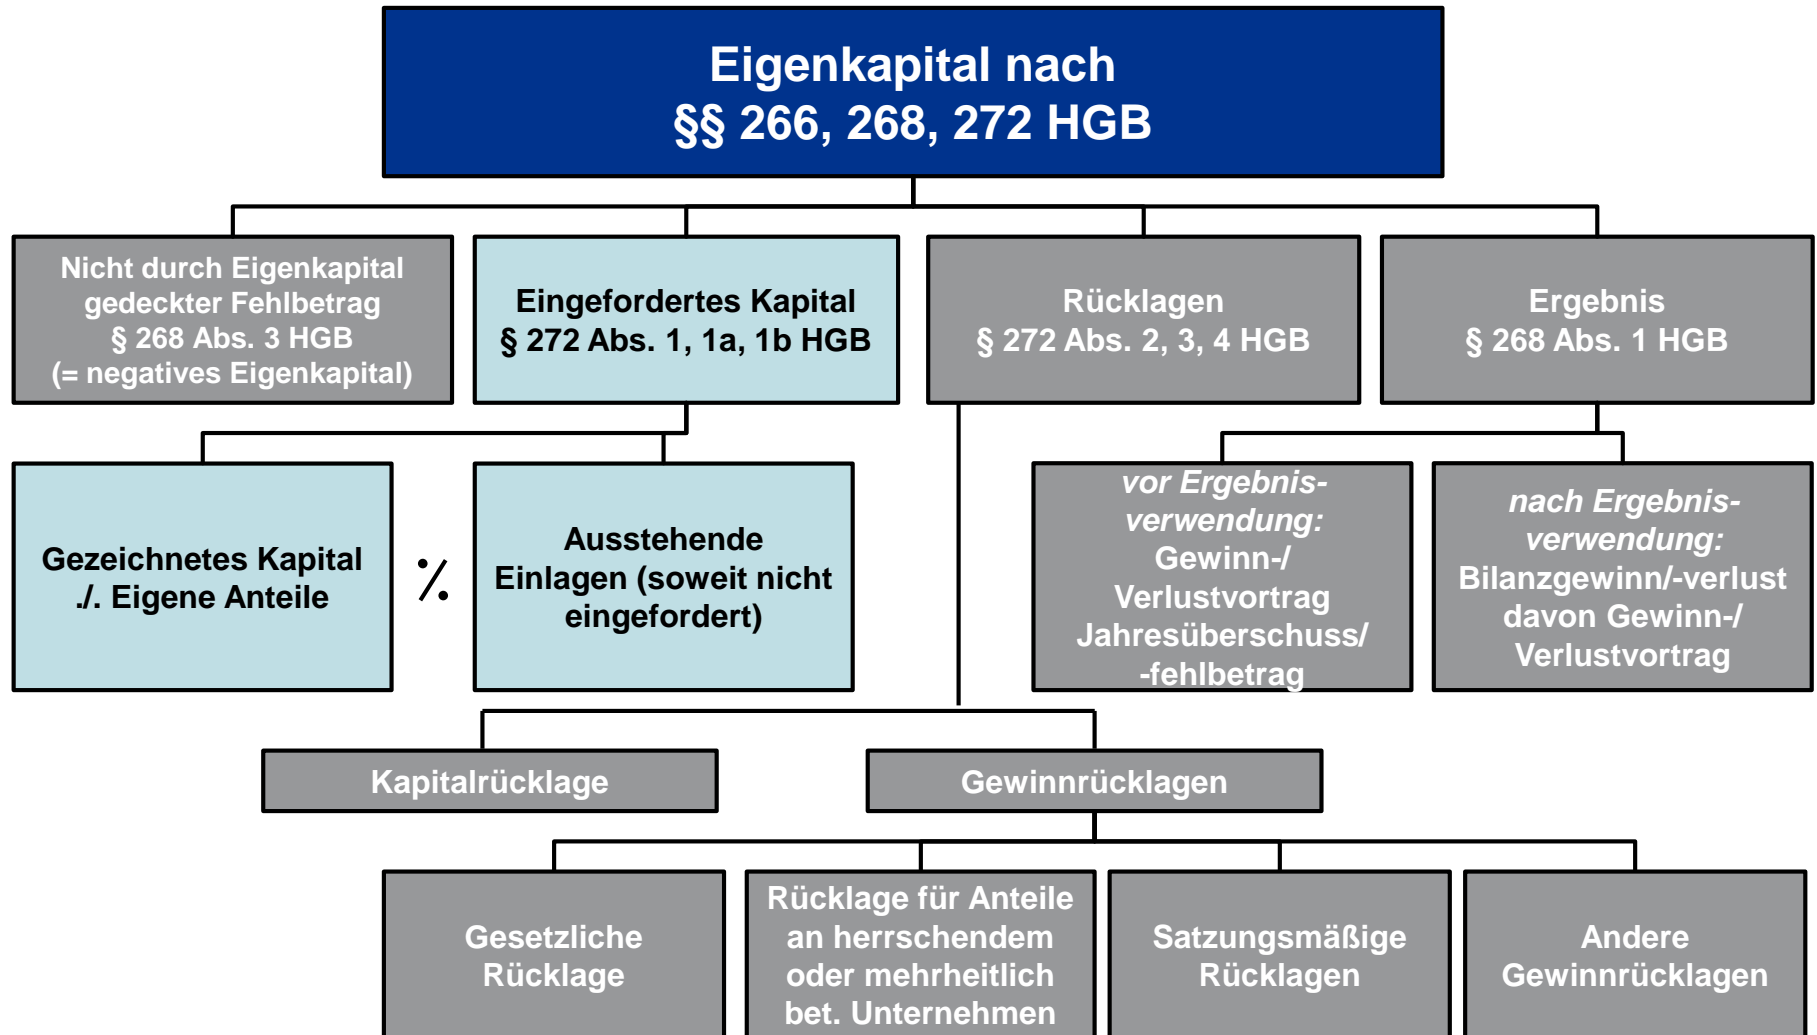 Eigenkapital nach
§§ 266, 268, 272 HGB
Nicht durch Eigenkapital
gedeckter Fehlbetrag
§ 268 Abs. 3 HGB
(= negatives Eigenkapital)
Eingefordertes Kapital
§ 272 Abs. 1, 1a, 1b HGB
Rücklagen
§ 272 Abs. 2, 3, 4 HGB
Ergebnis
§ 268 Abs. 1 HGB
Gezeichnetes Kapital
./. Eigene Anteile
⁒
Ausstehende
Einlagen (soweit nicht
eingefordert)
vor Ergebnis-
verwendung:
Gewinn-/
Verlustvortrag
Jahresüberschuss/
-fehlbetrag
nach Ergebnis-
verwendung:
Bilanzgewinn/-verlust
davon Gewinn-/
Verlustvortrag
Kapitalrücklage
Gewinnrücklagen
Gesetzliche
Rücklage
Rücklage für Anteile
an herrschendem
oder mehrheitlich
bet. Unternehmen
Satzungsmäßige
Rücklagen
Andere
Gewinnrücklagen